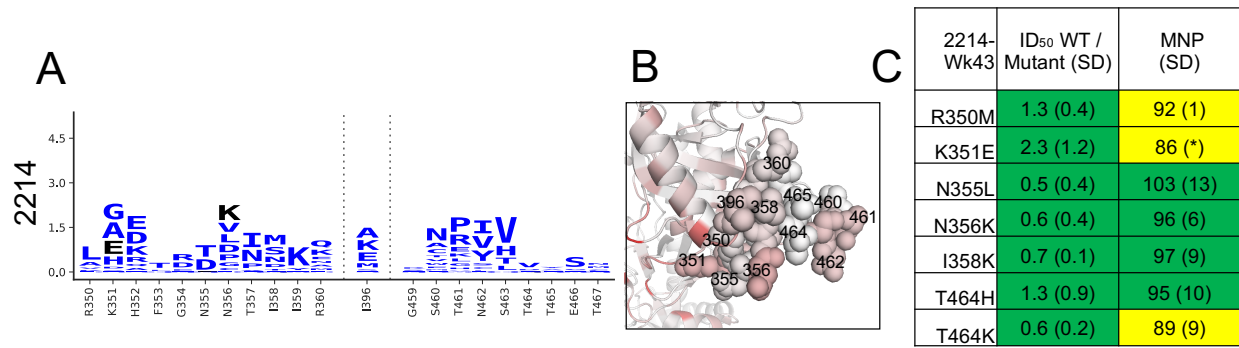 A
B
C
2214
4.5
3.0
1.5
0.0
L
A
G
A
E
H
E
D
K
R
T
R
D
T
D
K
V
L
D
P
I
N
M
S
N
K
Q
A
K
E
N
P
R
I
V
Y
V
H
L
V
S
R350
K351
H352
F353
G354
N355
N356
T357
I358
I359
R360
I396
G459
S460
T461
N462
S463
T464
T465
E466
T467
360
396
358
465
460
461
350
464
351
462
355
356
2214-Wk43 ID50 WT / Mutant (SD) MNP (SD)
R350M 1.3 (0.4) 92 (1)
K351E 2.3 (1.2) 86 (*)
N355L 0.5 (0.4) 103 (13)
N356K 0.6 (0.4) 96 (6)
I358K 0.7 (0.1) 97 (9)
T464H 1.3 (0.9) 95 (10)
T464K 0.6 (0.2) 89 (9)